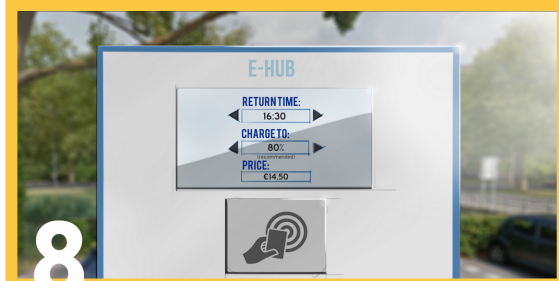 E-HUB
RETURN TIME:
16:30
CHARGE TO:
80%
(recommended)
PRICE:
€14,50
8